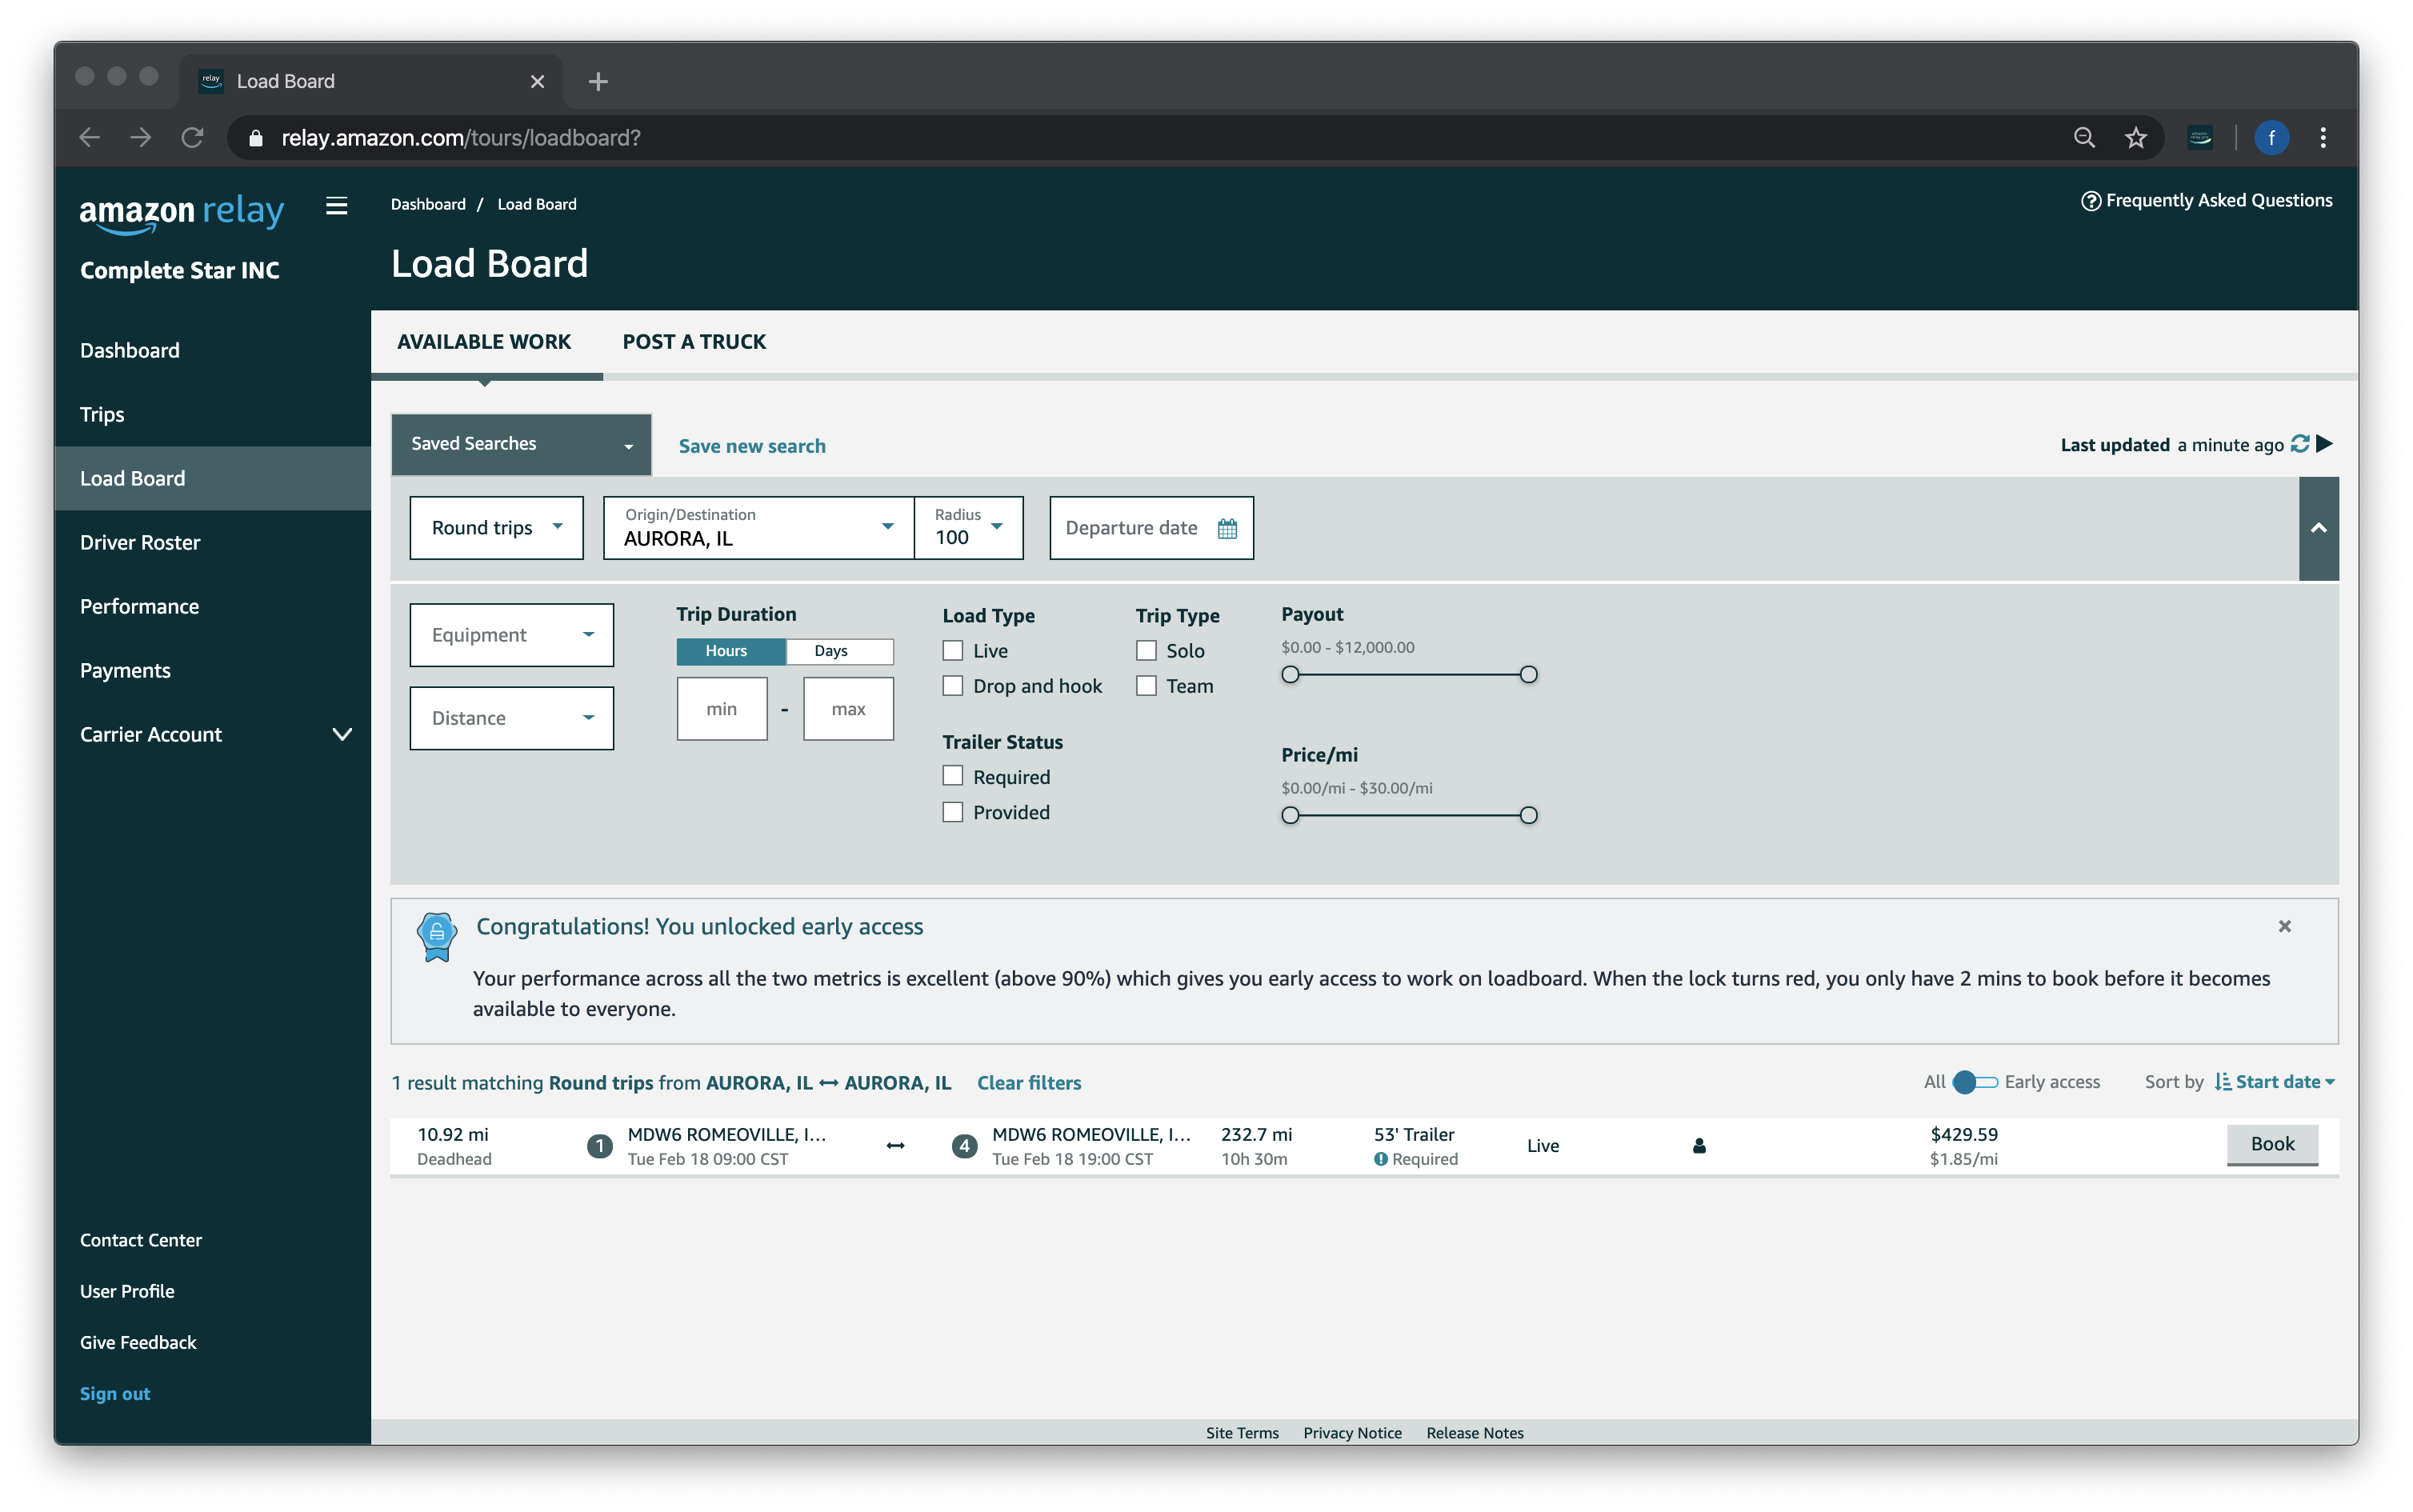 relay
Load Board
relay.amazon.com/tours/loadboard?
f
amazon relay
Dashboard / Load Board
? Frequently Asked Questions
Complete Star INC
Load Board
Dashboard
Trips
Load Board
Driver Roster
Performance
Payments
Carrier Account
AVAILABLE WORK
POST A TRUCK
Saved Searches
Save new search
Last updated a minute ago
Round trips
Origin/Destination
AURORA, IL
Radius
100
Departure date
Equipment
Distance
Trip Duration
Hours
Days
min - max
Load Type
Live
Drop and hook
Trailer Status
Required
Provided
Trip Type
Solo
Team
Payout
$0.00 - $12,000.00
Price/mi
$0.00/mi - $30.00/mi
Congratulations! You unlocked early access
Your performance across all the two metrics is excellent (above 90%) which gives you early access to work on loadboard. When the lock turns red, you only have 2 mins to book before it becomes
available to everyone.
1 result matching Round trips from AURORA, IL ↔ AURORA, IL
Clear filters
All
Early access
Sort by Start date
10.92 mi
Deadhead
1
MDW6 ROMEOVILLE, I...
Tue Feb 18 09:00 CST
4
MDW6 ROMEOVILLE, I...
Tue Feb 18 19:00 CST
232.7 mi
10h 30m
53' Trailer
Required
Live
$429.59
$1.85/mi
Book
Contact Center
User Profile
Give Feedback
Sign out
Site Terms
Privacy Notice
Release Notes